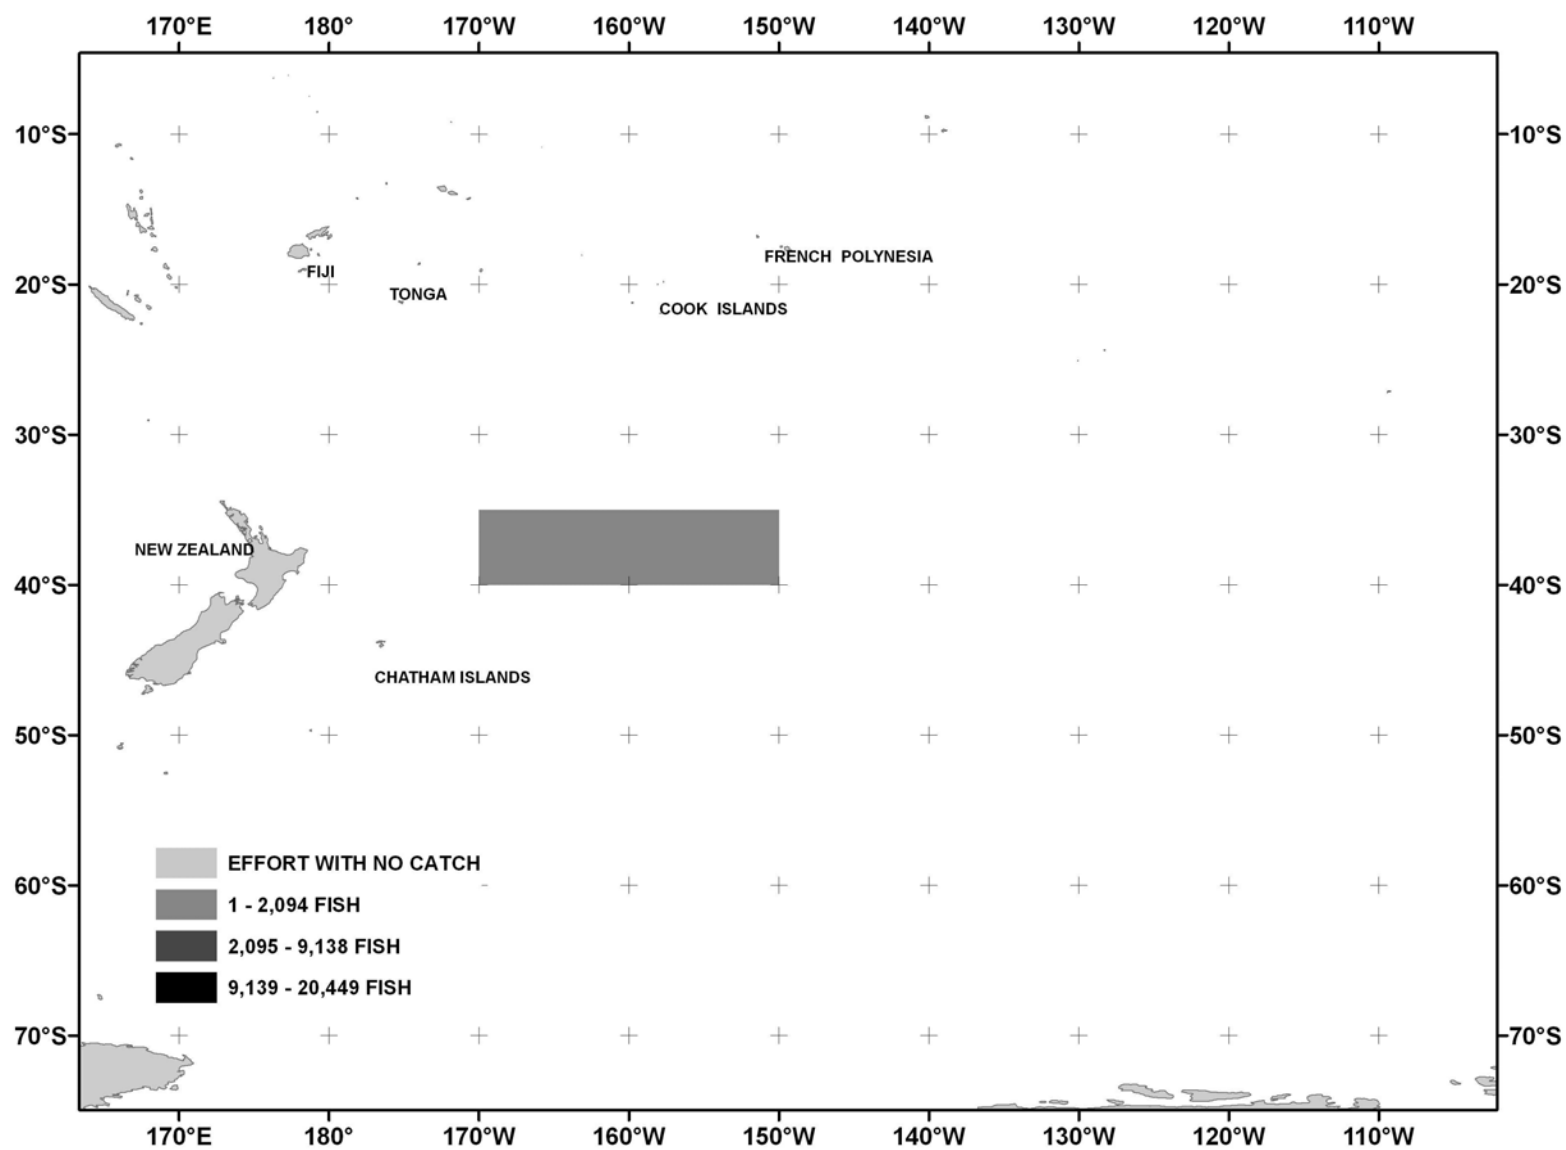 170°E 180° 170°W 160°W 150°W 140°W 130°W 120°W 110°W
10°S 10°S
FRENCH POLYNESIA
FIJI
20°S 20°S
TONGA
COOK ISLANDS
30°S 30°S
NEW ZEALAND
40°S 40°S
CHATHAM ISLANDS
50°S 50°S
EFFORT WITH NO CATCH
60°S 60°S
1 - 2,094 FISH
2,095 - 9,138 FISH
9,139 - 20,449 FISH
70°S 70°S
170°E 180° 170°W 160°W 150°W 140°W 130°W 120°W 110°W